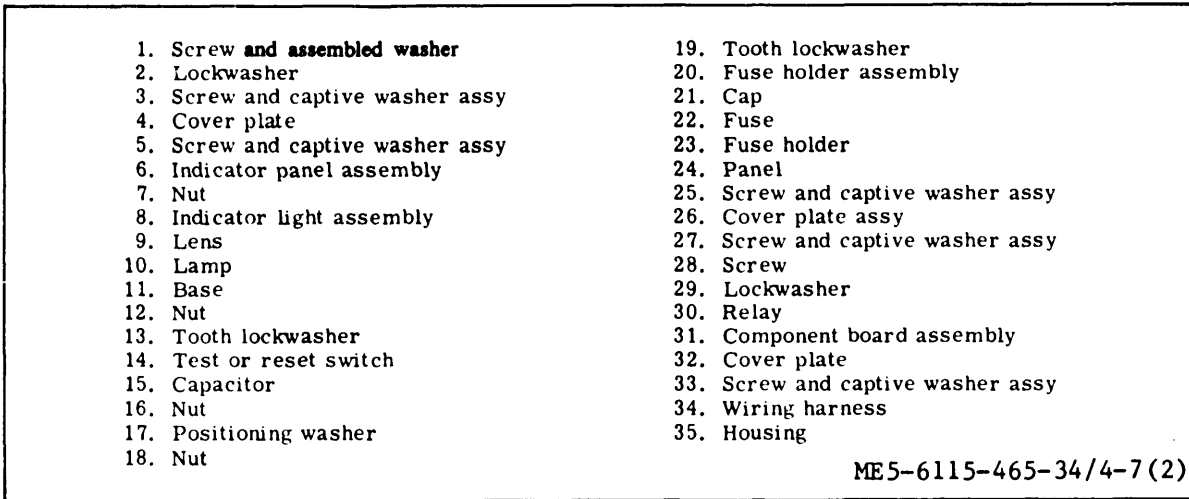 1. Screw and assembled washer
2. Lockwasher
3. Screw and captive washer assy
4. Cover plate
5. Screw and captive washer assy
6. Indicator panel assembly
7. Nut
8. Indicator light assembly
9. Lens
10. Lamp
11. Base
12. Nut
13. Tooth lockwasher
14. Test or reset switch
15. Capacitor
16. Nut
17. Positioning washer
18. Nut
19. Tooth lockwasher
20. Fuse holder assembly
21. Cap
22. Fuse
23. Fuse holder
24. Panel
25. Screw and captive washer assy
26. Cover plate assy
27. Screw and captive washer assy
28. Screw
29. Lockwasher
30. Relay
31. Component board assembly
32. Cover plate
33. Screw and captive washer assy
34. Wiring harness
35. Housing
ME5-6115-465-34/4-7(2)